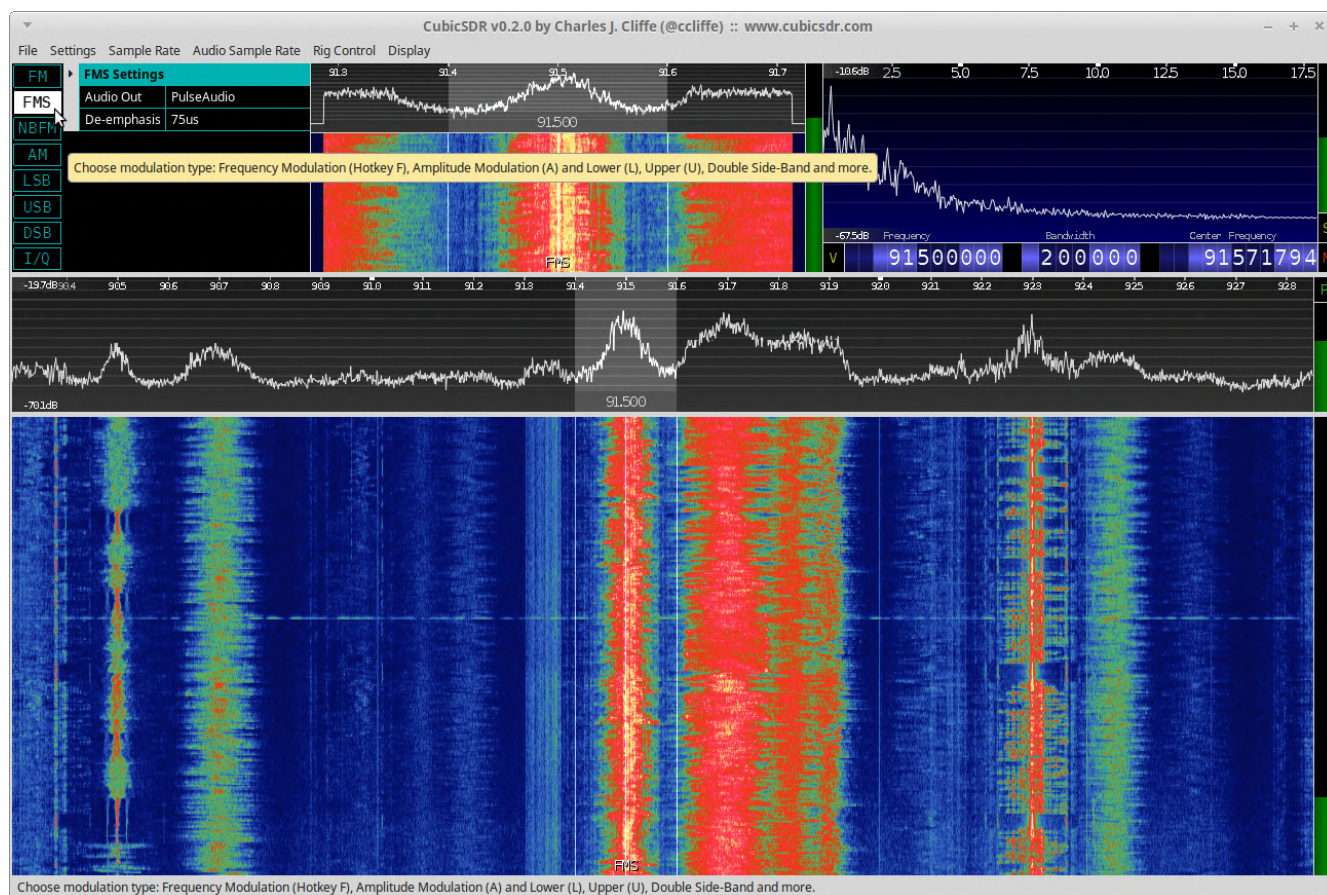 CubicSDR v0.2.0 by Charles J. Cliffe (@ccliffe) :: www.cubicsdr.com
File Settings Sample Rate Audio Sample Rate Rig Control Display
FM
FMS
NBFM
AM
LSB
USB
DSB
I/Q
FMS Settings
Audio Out PulseAudio
De-emphasis 75us
91.3 91.4 91.5 91.6 91.7
91.500
FMS
Choose modulation type: Frequency Modulation (Hotkey F), Amplitude Modulation (A) and Lower (L), Upper (U), Double Side-Band and more.
-10.6dB 2.5 5.0 7.5 10.0 12.5 15.0 17.5
-67.5dB Frequency Bandwidth Center Frequency
V 91500000 200000 91571794
-19.7dB 90.4 90.5 90.6 90.7 90.8 90.9 91.0 91.1 91.2 91.3 91.4 91.5 91.6 91.7 91.8 91.9 92.0 92.1 92.2 92.3 92.4 92.5 92.6 92.7 92.8
91.500
-70.1dB
FMS
Choose modulation type: Frequency Modulation (Hotkey F), Amplitude Modulation (A) and Lower (L), Upper (U), Double Side-Band and more.